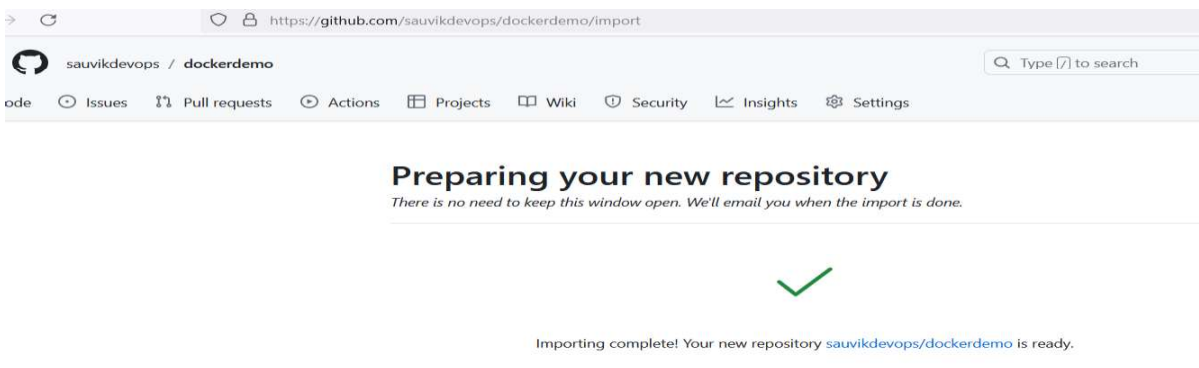 https://github.com/sauvikdevops/dockerdemo/import
sauvikdevops / dockerdemo
Type / to search
ode Issues Pull requests Actions Projects Wiki Security Insights Settings
Preparing your new repository
There is no need to keep this window open. We'll email you when the import is done.
Importing complete! Your new repository sauvikdevops/dockerdemo is ready.